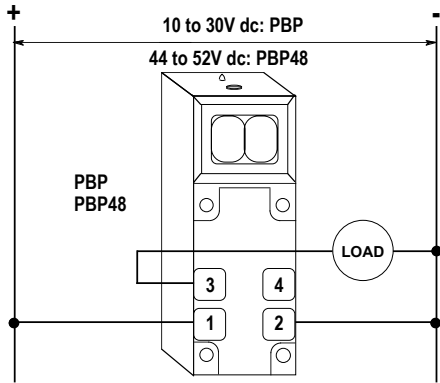 + -
10 to 30V dc: PBP
44 to 52V dc: PBP48
PBP
PBP48
LOAD
3 4
1 2